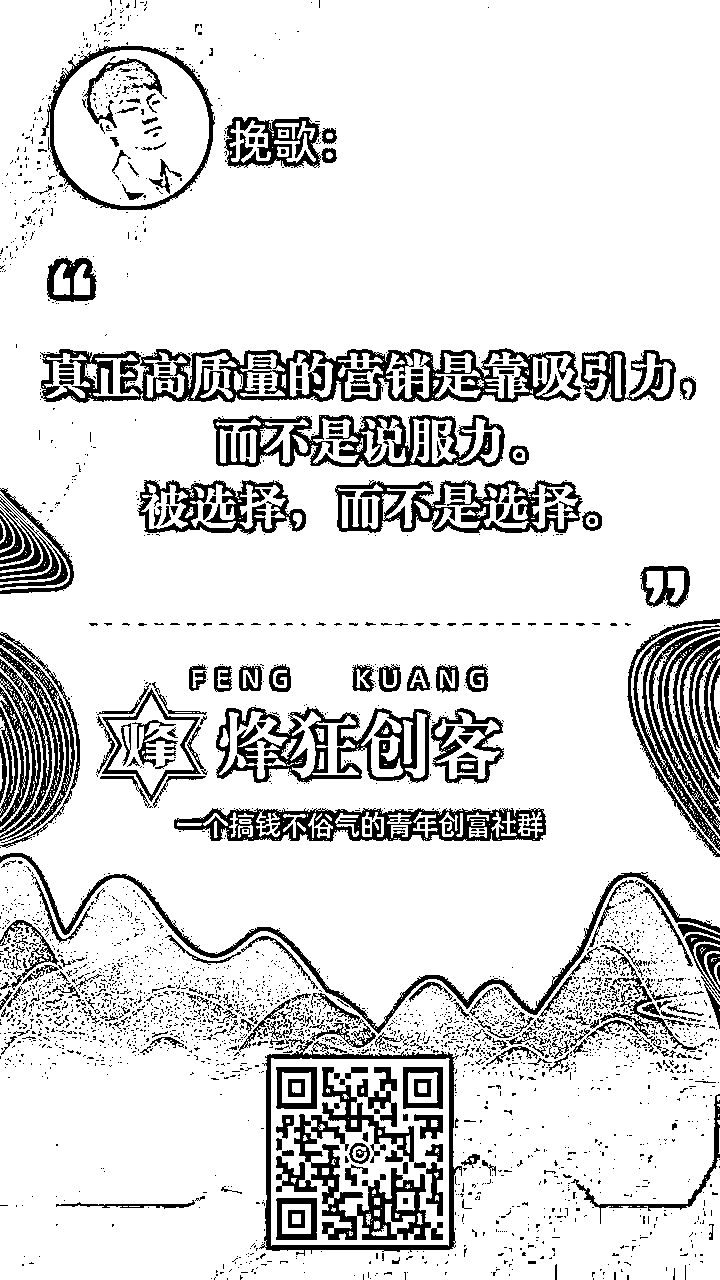 挽歌：
“
真正高质量的营销是靠吸引力，
而不是说服力。
被选择，而不是选择。
”
FENG KUANG
烽 烽狂创客
一个搞钱不俗气的青年创富社群